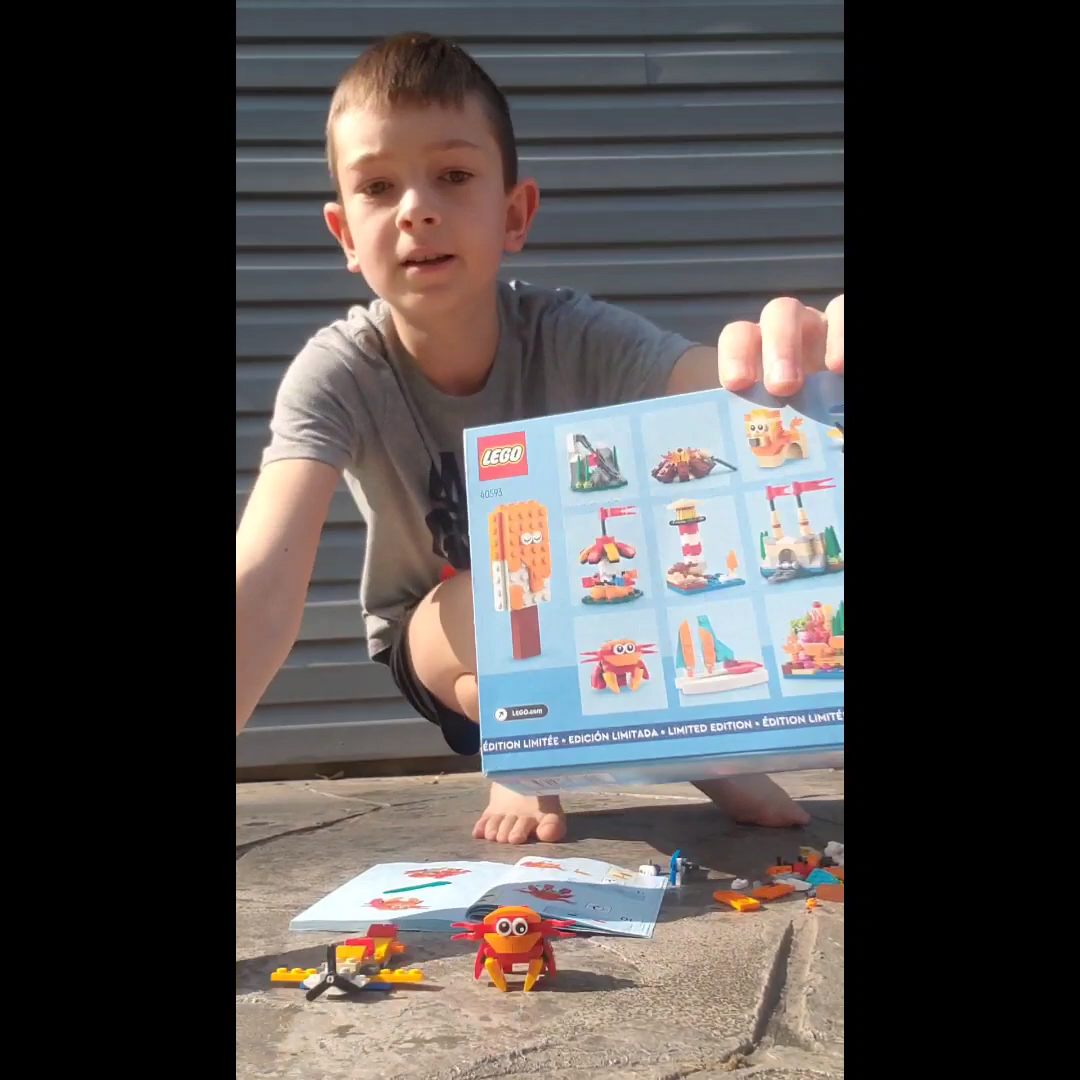 LEGO
40593
LEGO.com
ÉDITION LIMITÉE • EDICIÓN LIMITADA • LIMITED EDITION • ÉDITION LIMITÉ